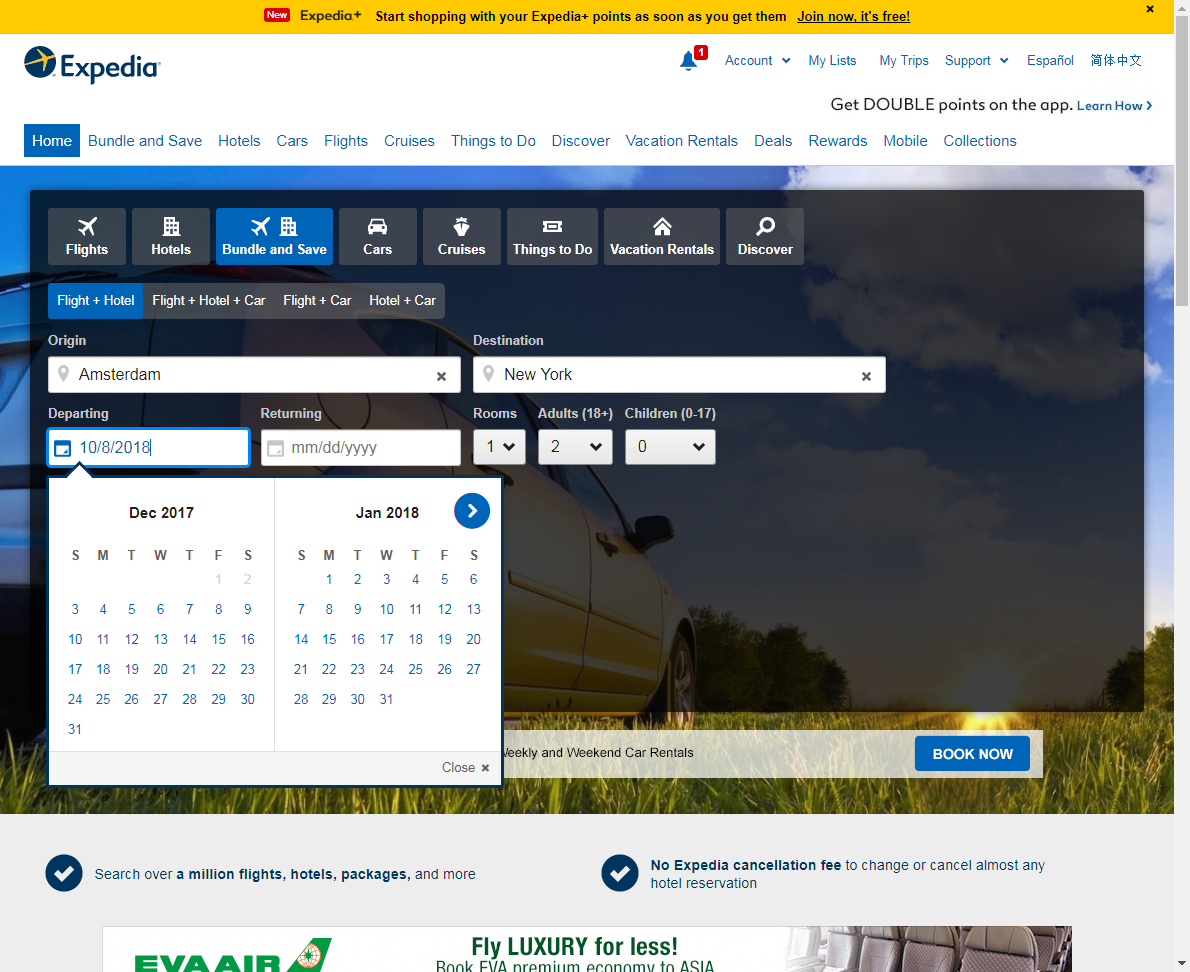 New Expedia+ Start shopping with your Expedia+ points as soon as you get them Join now, it's free!
Expedia
1 Account My Lists My Trips Support Español 简体中文
Get DOUBLE points on the app. Learn How
Home Bundle and Save Hotels Cars Flights Cruises Things to Do Discover Vacation Rentals Deals Rewards Mobile Collections
Flights Hotels Bundle and Save Cars Cruises Things to Do Vacation Rentals Discover
Flight + Hotel Flight + Hotel + Car Flight + Car Hotel + Car
Origin Destination
Amsterdam New York
Departing Returning Rooms Adults (18+) Children (0-17)
10/8/2018 mm/dd/yyyy 1 2 0
Dec 2017 Jan 2018
S M T W T F S S M T W T F S
1 2 1 2 3 4 5 6
3 4 5 6 7 8 9 7 8 9 10 11 12 13
10 11 12 13 14 15 16 14 15 16 17 18 19 20
17 18 19 20 21 22 23 21 22 23 24 25 26 27
24 25 26 27 28 29 30 28 29 30 31
31
Weekly and Weekend Car Rentals BOOK NOW
Close
Search over a million flights, hotels, packages, and more
No Expedia cancellation fee to change or cancel almost any
hotel reservation
EVA AIR Fly LUXURY for less!
Book EVA premium economy to ASIA